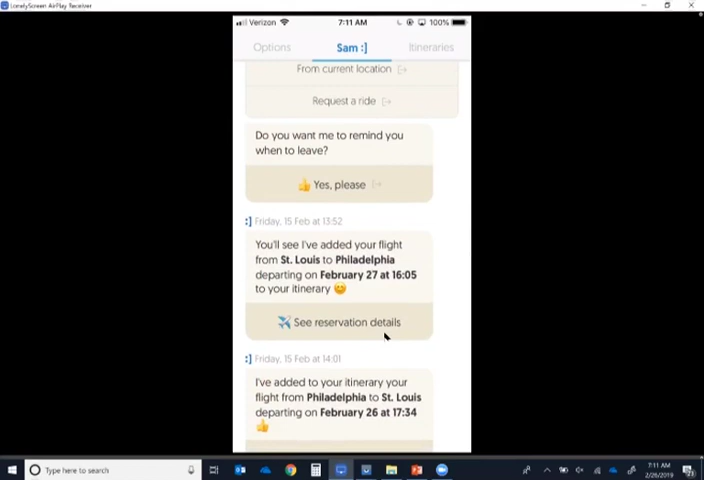 LonelyScreen AirPlay Receiver
Verizon 7:11 AM 100%
Options Sam :] Itineraries
From current location
Request a ride
Do you want me to remind you
when to leave?
👍 Yes, please
:] Friday, 15 Feb at 13:52
You'll see I've added your flight
from St. Louis to Philadelphia
departing on February 27 at 16:05
to your itinerary 😊
✈️ See reservation details
:] Friday, 15 Feb at 14:01
I've added to your itinerary your
flight from Philadelphia to St. Louis
departing on February 26 at 17:34
👍
Type here to search
7:11 AM
2/26/2019